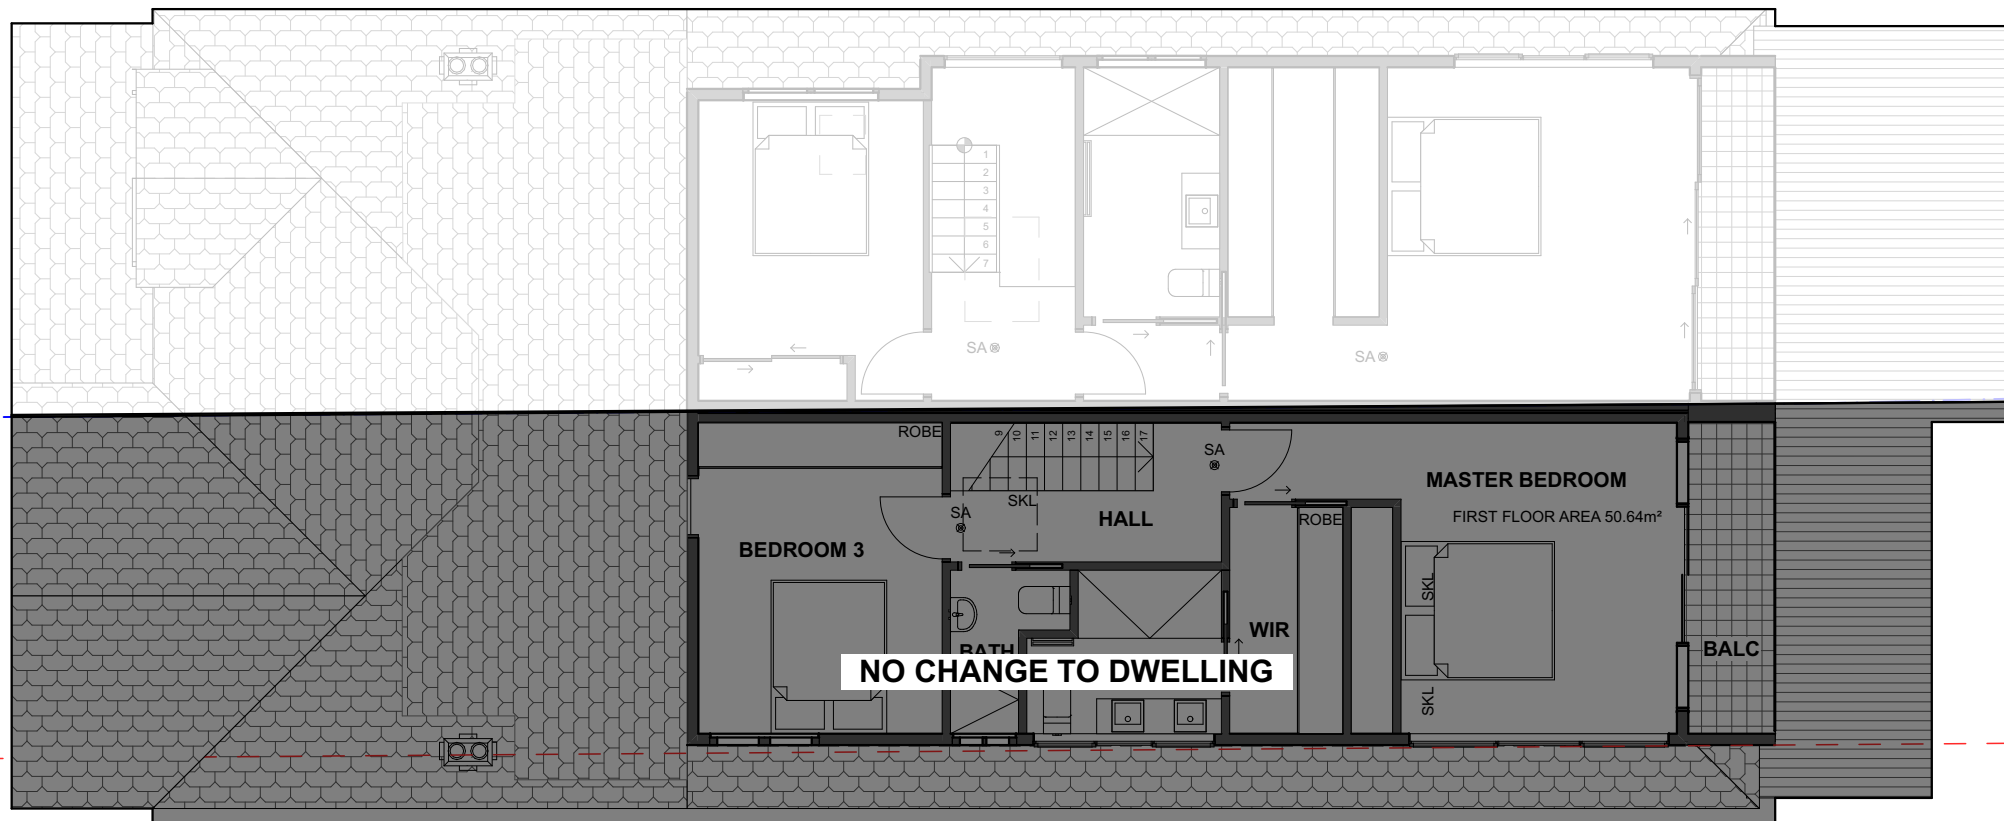 1
2
3
4
5
6
7
SA
SA
ROBE
9
10
11
12
13
14
15
16
17
SA
MASTER BEDROOM
FIRST FLOOR AREA 50.64m²
SKL
SA
HALL
ROBE
BEDROOM 3
SKL
WIR
BATH
BALC
NO CHANGE TO DWELLING
SKL